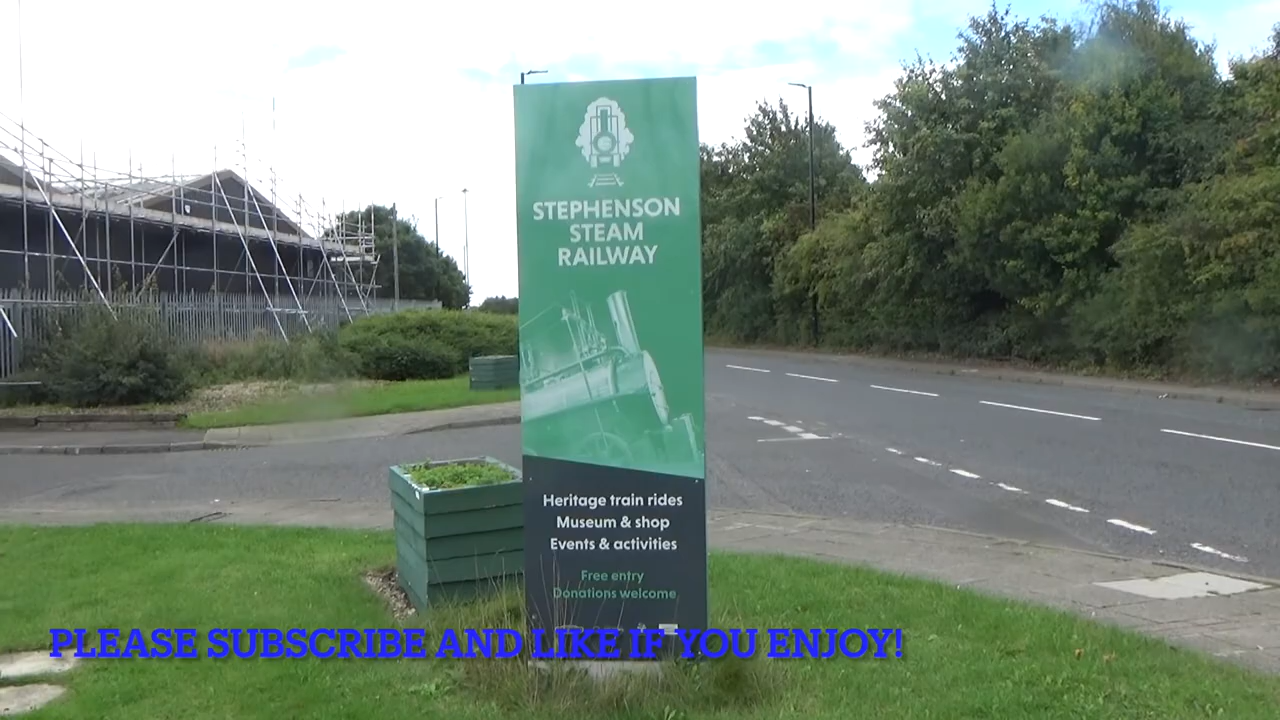 STEPHENSON
STEAM
RAILWAY
Heritage train rides
Museum & shop
Events & activities
Free entry
Donations welcome
PLEASE SUBSCRIBE AND LIKE IF YOU ENJOY!